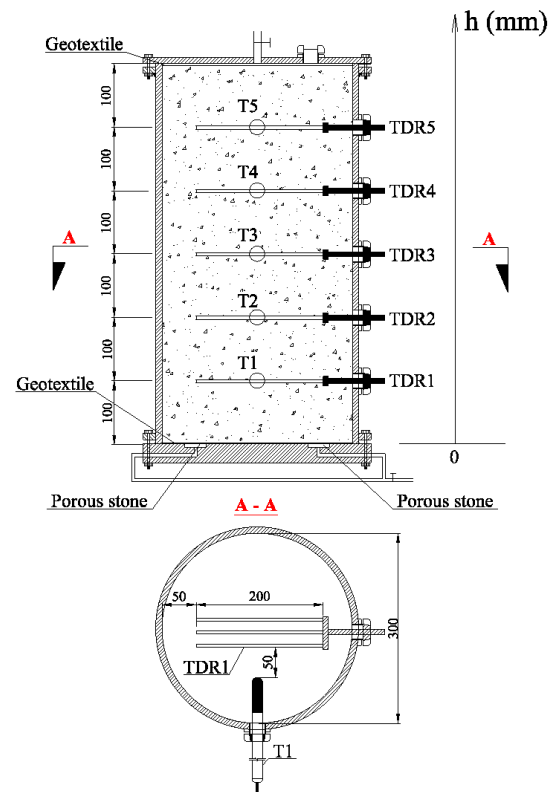 h (mm)
Geotextile
100
T5
TDR5
100
T4
TDR4
100
A
A
T3
TDR3
100
T2
TDR2
100
T1
TDR1
Geotextile
100
0
Porous stone
Porous stone
A - A
50
200
300
TDR1
50
T1